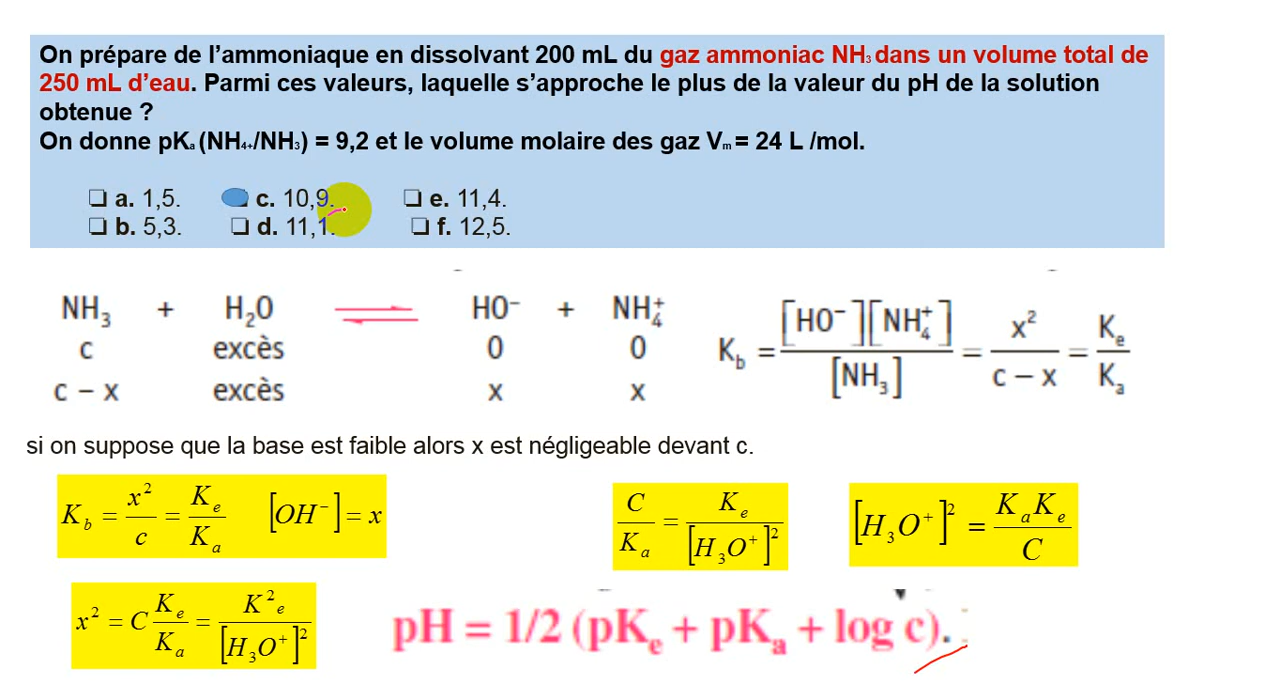 On prépare de l'ammoniaque en dissolvant 200 mL du gaz ammoniac NH₃ dans un volume total de
250 mL d'eau. Parmi ces valeurs, laquelle s'approche le plus de la valeur du pH de la solution
obtenue ?
On donne pKₐ (NH₄₊/NH₃) = 9,2 et le volume molaire des gaz Vₘ = 24 L /mol.
❑ a. 1,5. c. 10,9. ❑ e. 11,4.
❑ b. 5,3. ❑ d. 11,1. ❑ f. 12,5.
NH₃ + H₂O ⇌ HO⁻ + NH₄⁺
c excès 0 0
c – x excès x x
K_b = [HO⁻][NH₄⁺] / [NH₃] = x² / c – x = K_e / K_a
si on suppose que la base est faible alors x est négligeable devant c.
K_b = x² / c = K_e / K_a [OH⁻] = x
C / K_a = K_e / [H₃O⁺]²
[H₃O⁺]² = K_a K_e / C
x² = C K_e / K_a = K²_e / [H₃O⁺]²
pH = 1/2 (pK_e + pK_a + log c).